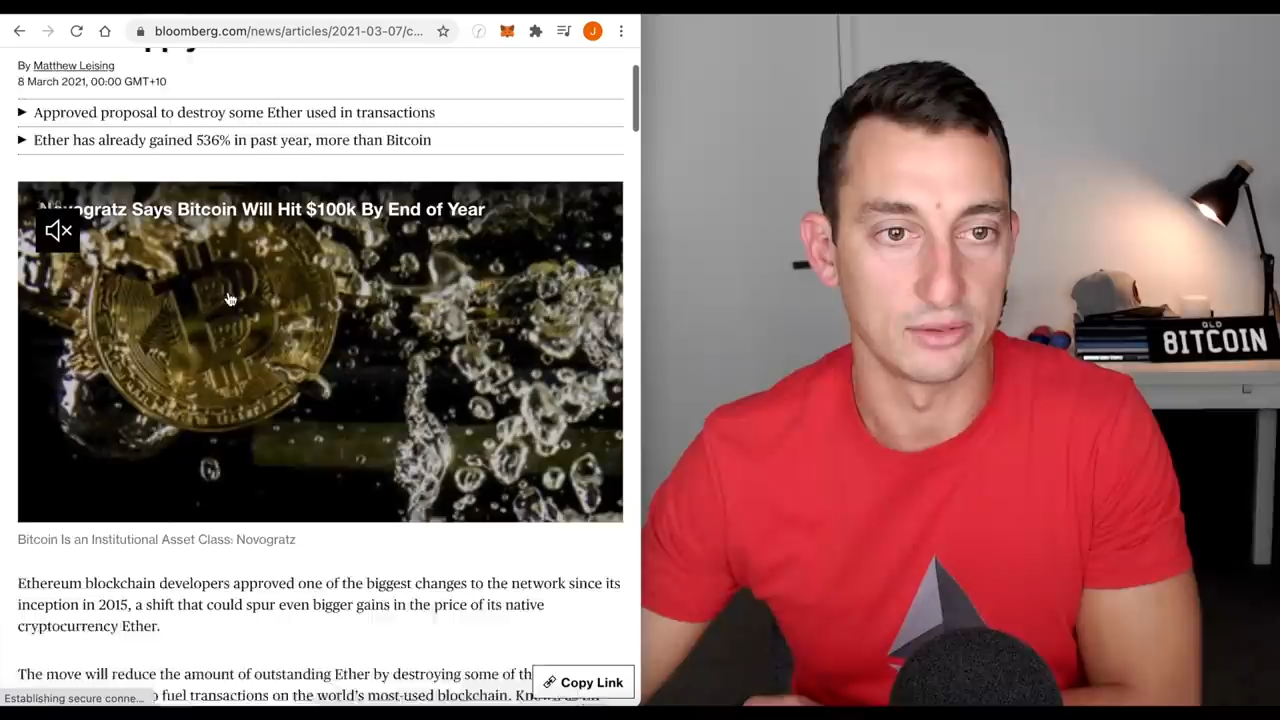 bloomberg.com/news/articles/2021-03-07/c...
J
By Matthew Leising
8 March 2021, 00:00 GMT+10
Approved proposal to destroy some Ether used in transactions
Ether has already gained 536% in past year, more than Bitcoin
Novogratz Says Bitcoin Will Hit $100k By End of Year
Bitcoin Is an Institutional Asset Class: Novogratz
Ethereum blockchain developers approved one of the biggest changes to the network since its
inception in 2015, a shift that could spur even bigger gains in the price of its native
cryptocurrency Ether.
The move will reduce the amount of outstanding Ether by destroying some of
Copy Link
Establishing secure conne...
fuel transactions on the world's most-used blockchain.
QLD
8ITCOIN